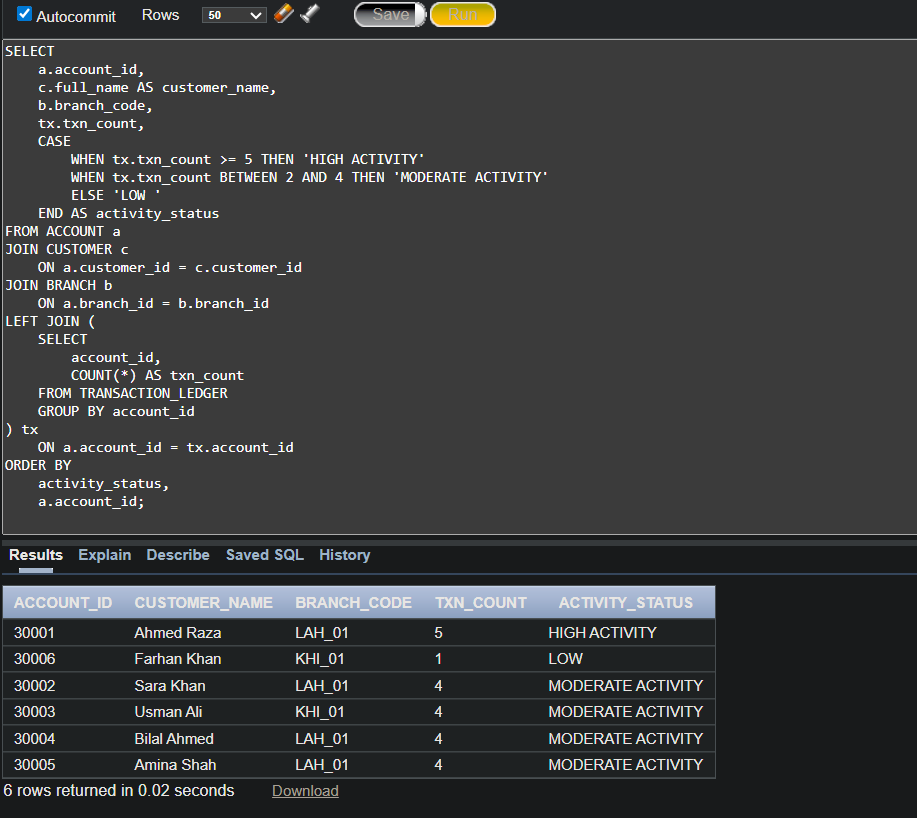 Autocommit Rows 50 Save Run
SELECT
    a.account_id,
    c.full_name AS customer_name,
    b.branch_code,
    tx.txn_count,
    CASE
        WHEN tx.txn_count >= 5 THEN 'HIGH ACTIVITY'
        WHEN tx.txn_count BETWEEN 2 AND 4 THEN 'MODERATE ACTIVITY'
        ELSE 'LOW '
    END AS activity_status
FROM ACCOUNT a
JOIN CUSTOMER c
    ON a.customer_id = c.customer_id
JOIN BRANCH b
    ON a.branch_id = b.branch_id
LEFT JOIN (
    SELECT
        account_id,
        COUNT(*) AS txn_count
    FROM TRANSACTION_LEDGER
    GROUP BY account_id
) tx
    ON a.account_id = tx.account_id
ORDER BY
    activity_status,
    a.account_id;
Results Explain Describe Saved SQL History
ACCOUNT_ID CUSTOMER_NAME BRANCH_CODE TXN_COUNT ACTIVITY_STATUS
30001 Ahmed Raza LAH_01 5 HIGH ACTIVITY
30006 Farhan Khan KHI_01 1 LOW
30002 Sara Khan LAH_01 4 MODERATE ACTIVITY
30003 Usman Ali KHI_01 4 MODERATE ACTIVITY
30004 Bilal Ahmed LAH_01 4 MODERATE ACTIVITY
30005 Amina Shah LAH_01 4 MODERATE ACTIVITY
6 rows returned in 0.02 seconds Download